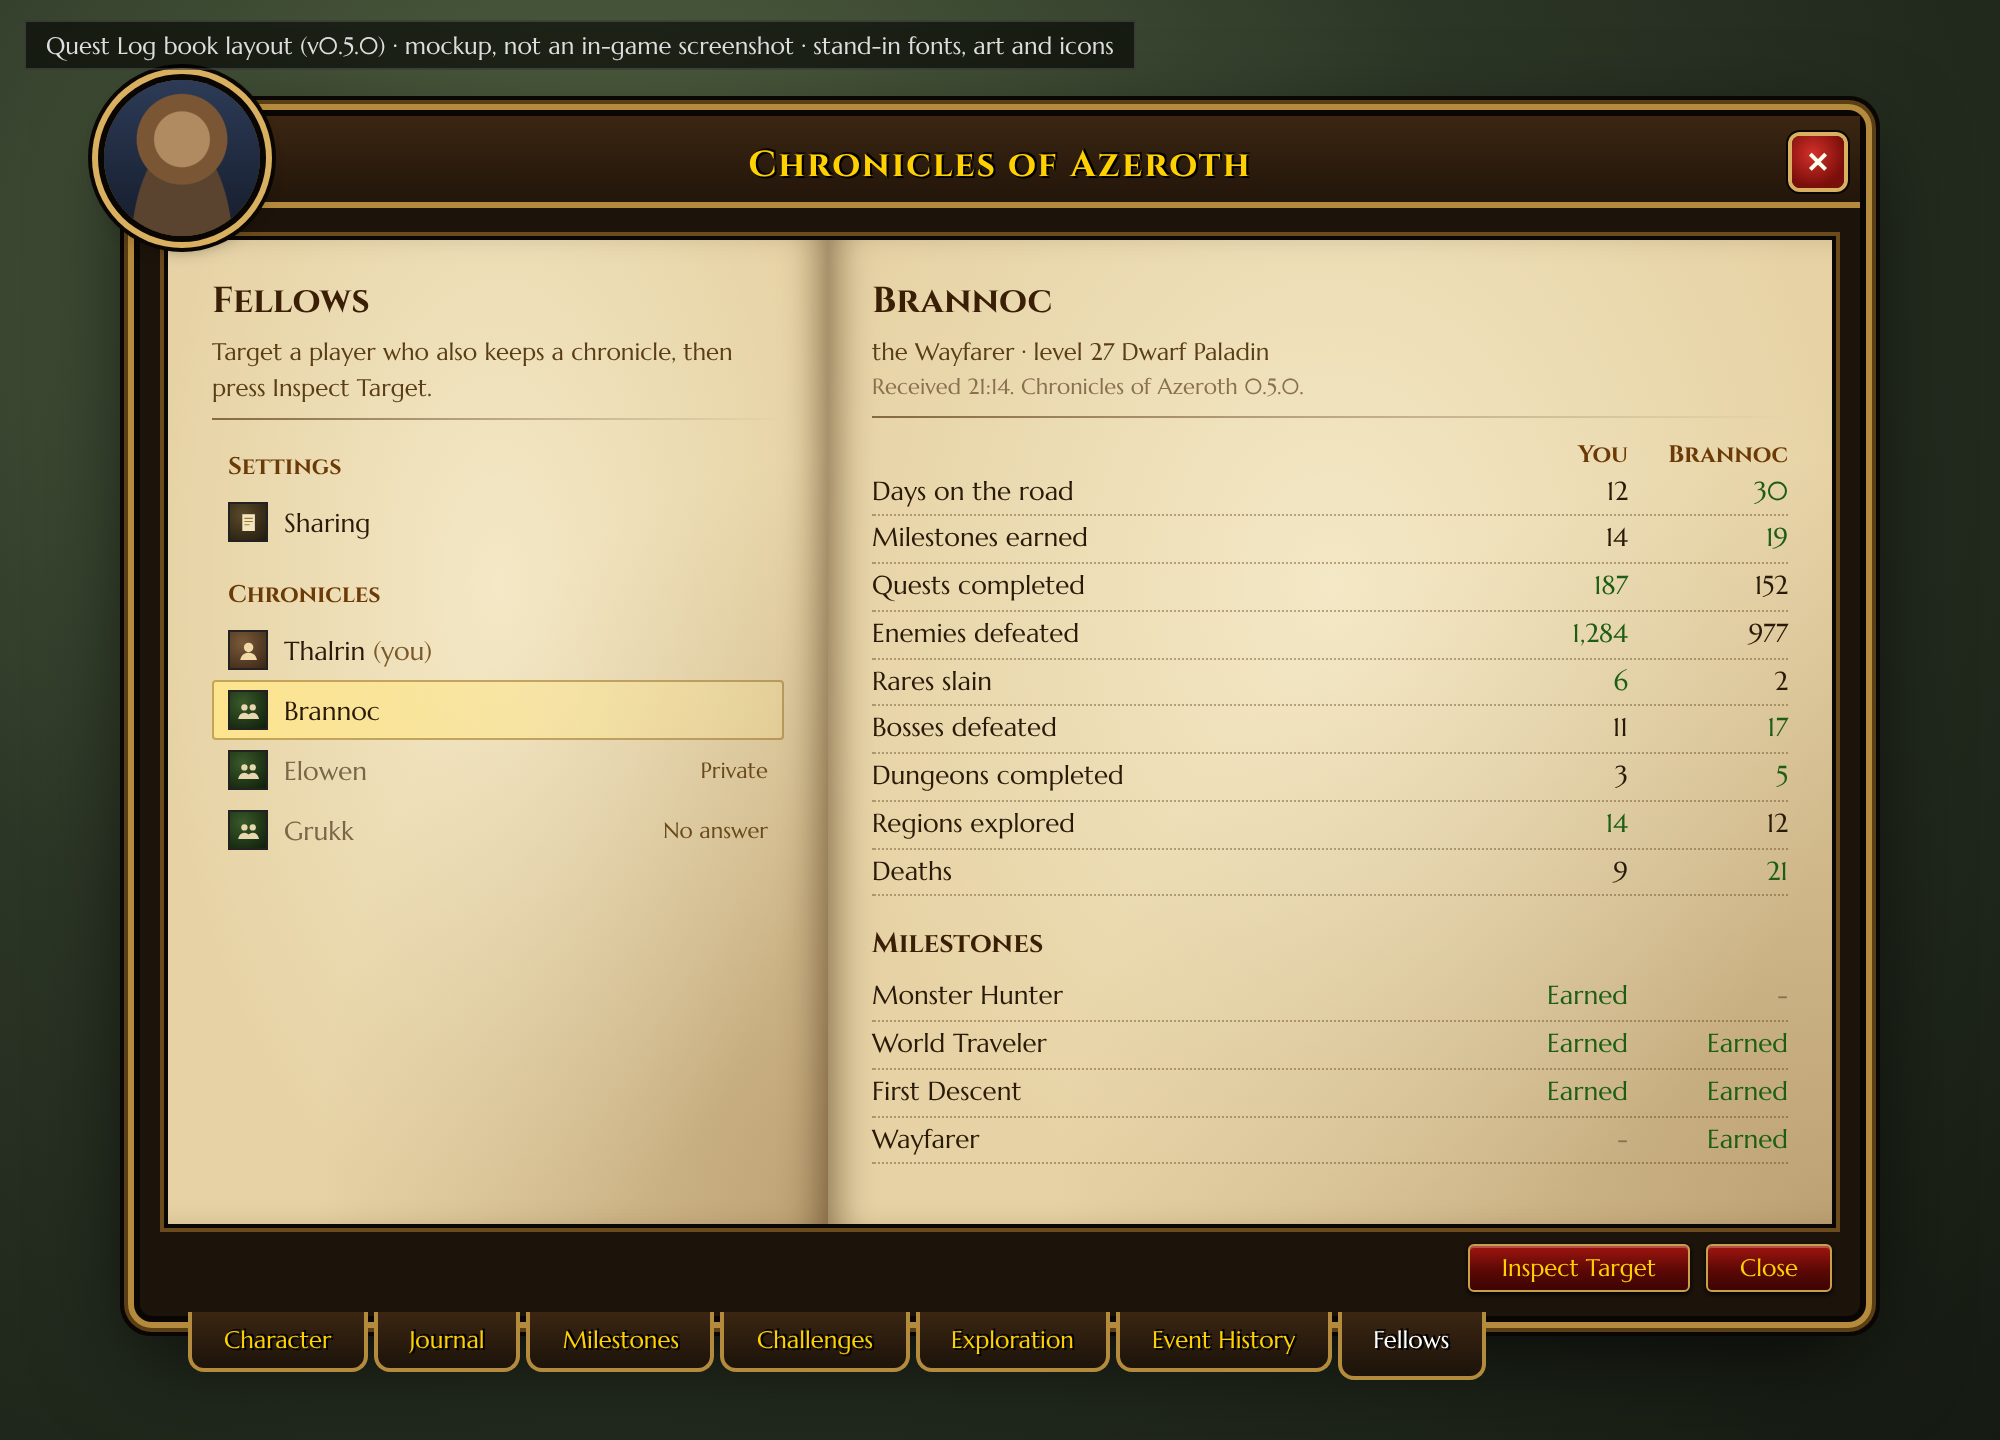 Quest Log book layout (v0.5.0) · mockup, not an in-game screenshot · stand-in fonts, art and icons
Chronicles of Azeroth
Fellows
Target a player who also keeps a chronicle, then
press Inspect Target.
Settings
Sharing
Chronicles
Thalrin (you)
Brannoc
Elowen Private
Grukk No answer
Brannoc
the Wayfarer · level 27 Dwarf Paladin
Received 21:14. Chronicles of Azeroth 0.5.0.
You Brannoc
Days on the road 12 30
Milestones earned 14 19
Quests completed 187 152
Enemies defeated 1,284 977
Rares slain 6 2
Bosses defeated 11 17
Dungeons completed 3 5
Regions explored 14 12
Deaths 9 21
Milestones
Monster Hunter Earned -
World Traveler Earned Earned
First Descent Earned Earned
Wayfarer - Earned
Inspect Target Close
Character Journal Milestones Challenges Exploration Event History Fellows